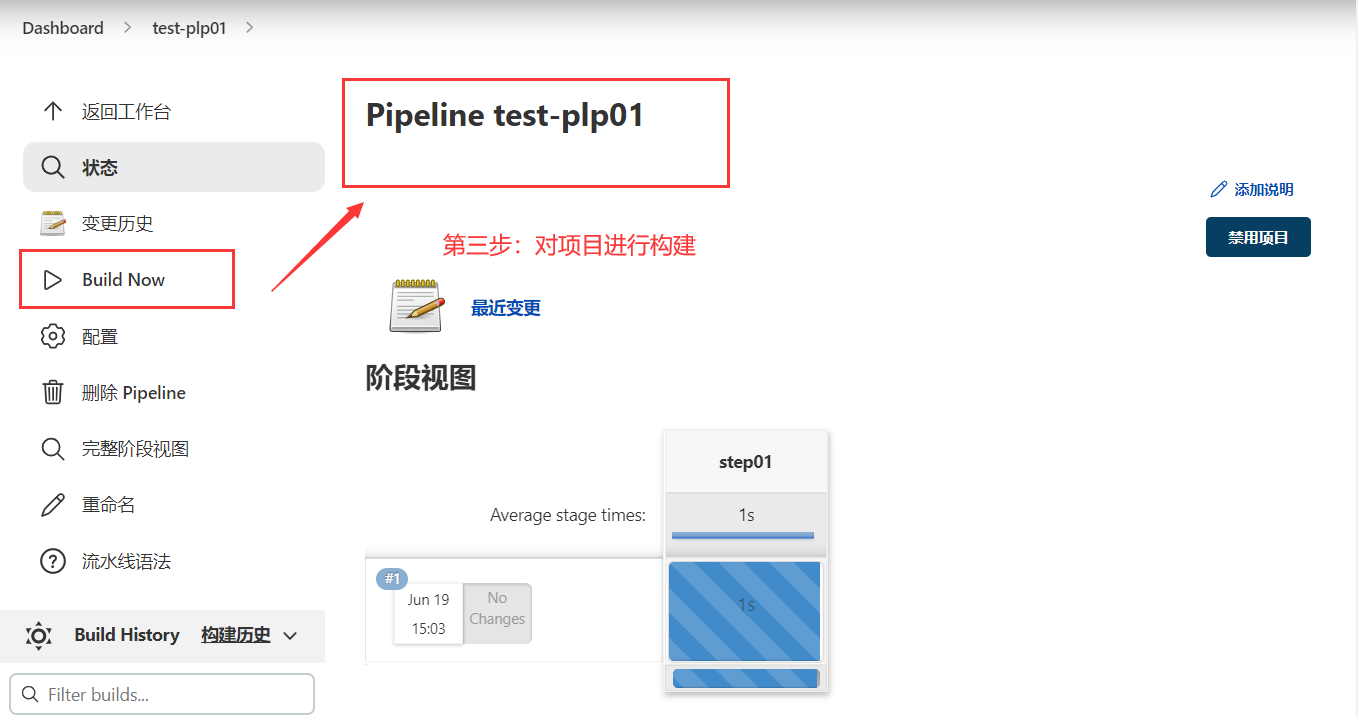 Dashboard > test-plp01 >
返回工作台
状态
变更历史
Build Now
配置
删除 Pipeline
完整阶段视图
重命名
流水线语法
Build History 构建历史
Filter builds...
Pipeline test-plp01
添加说明
禁用项目
第三步：对项目进行构建
最近变更
阶段视图
step01
Average stage times:
1s
#1
Jun 19
15:03
No
Changes
1s